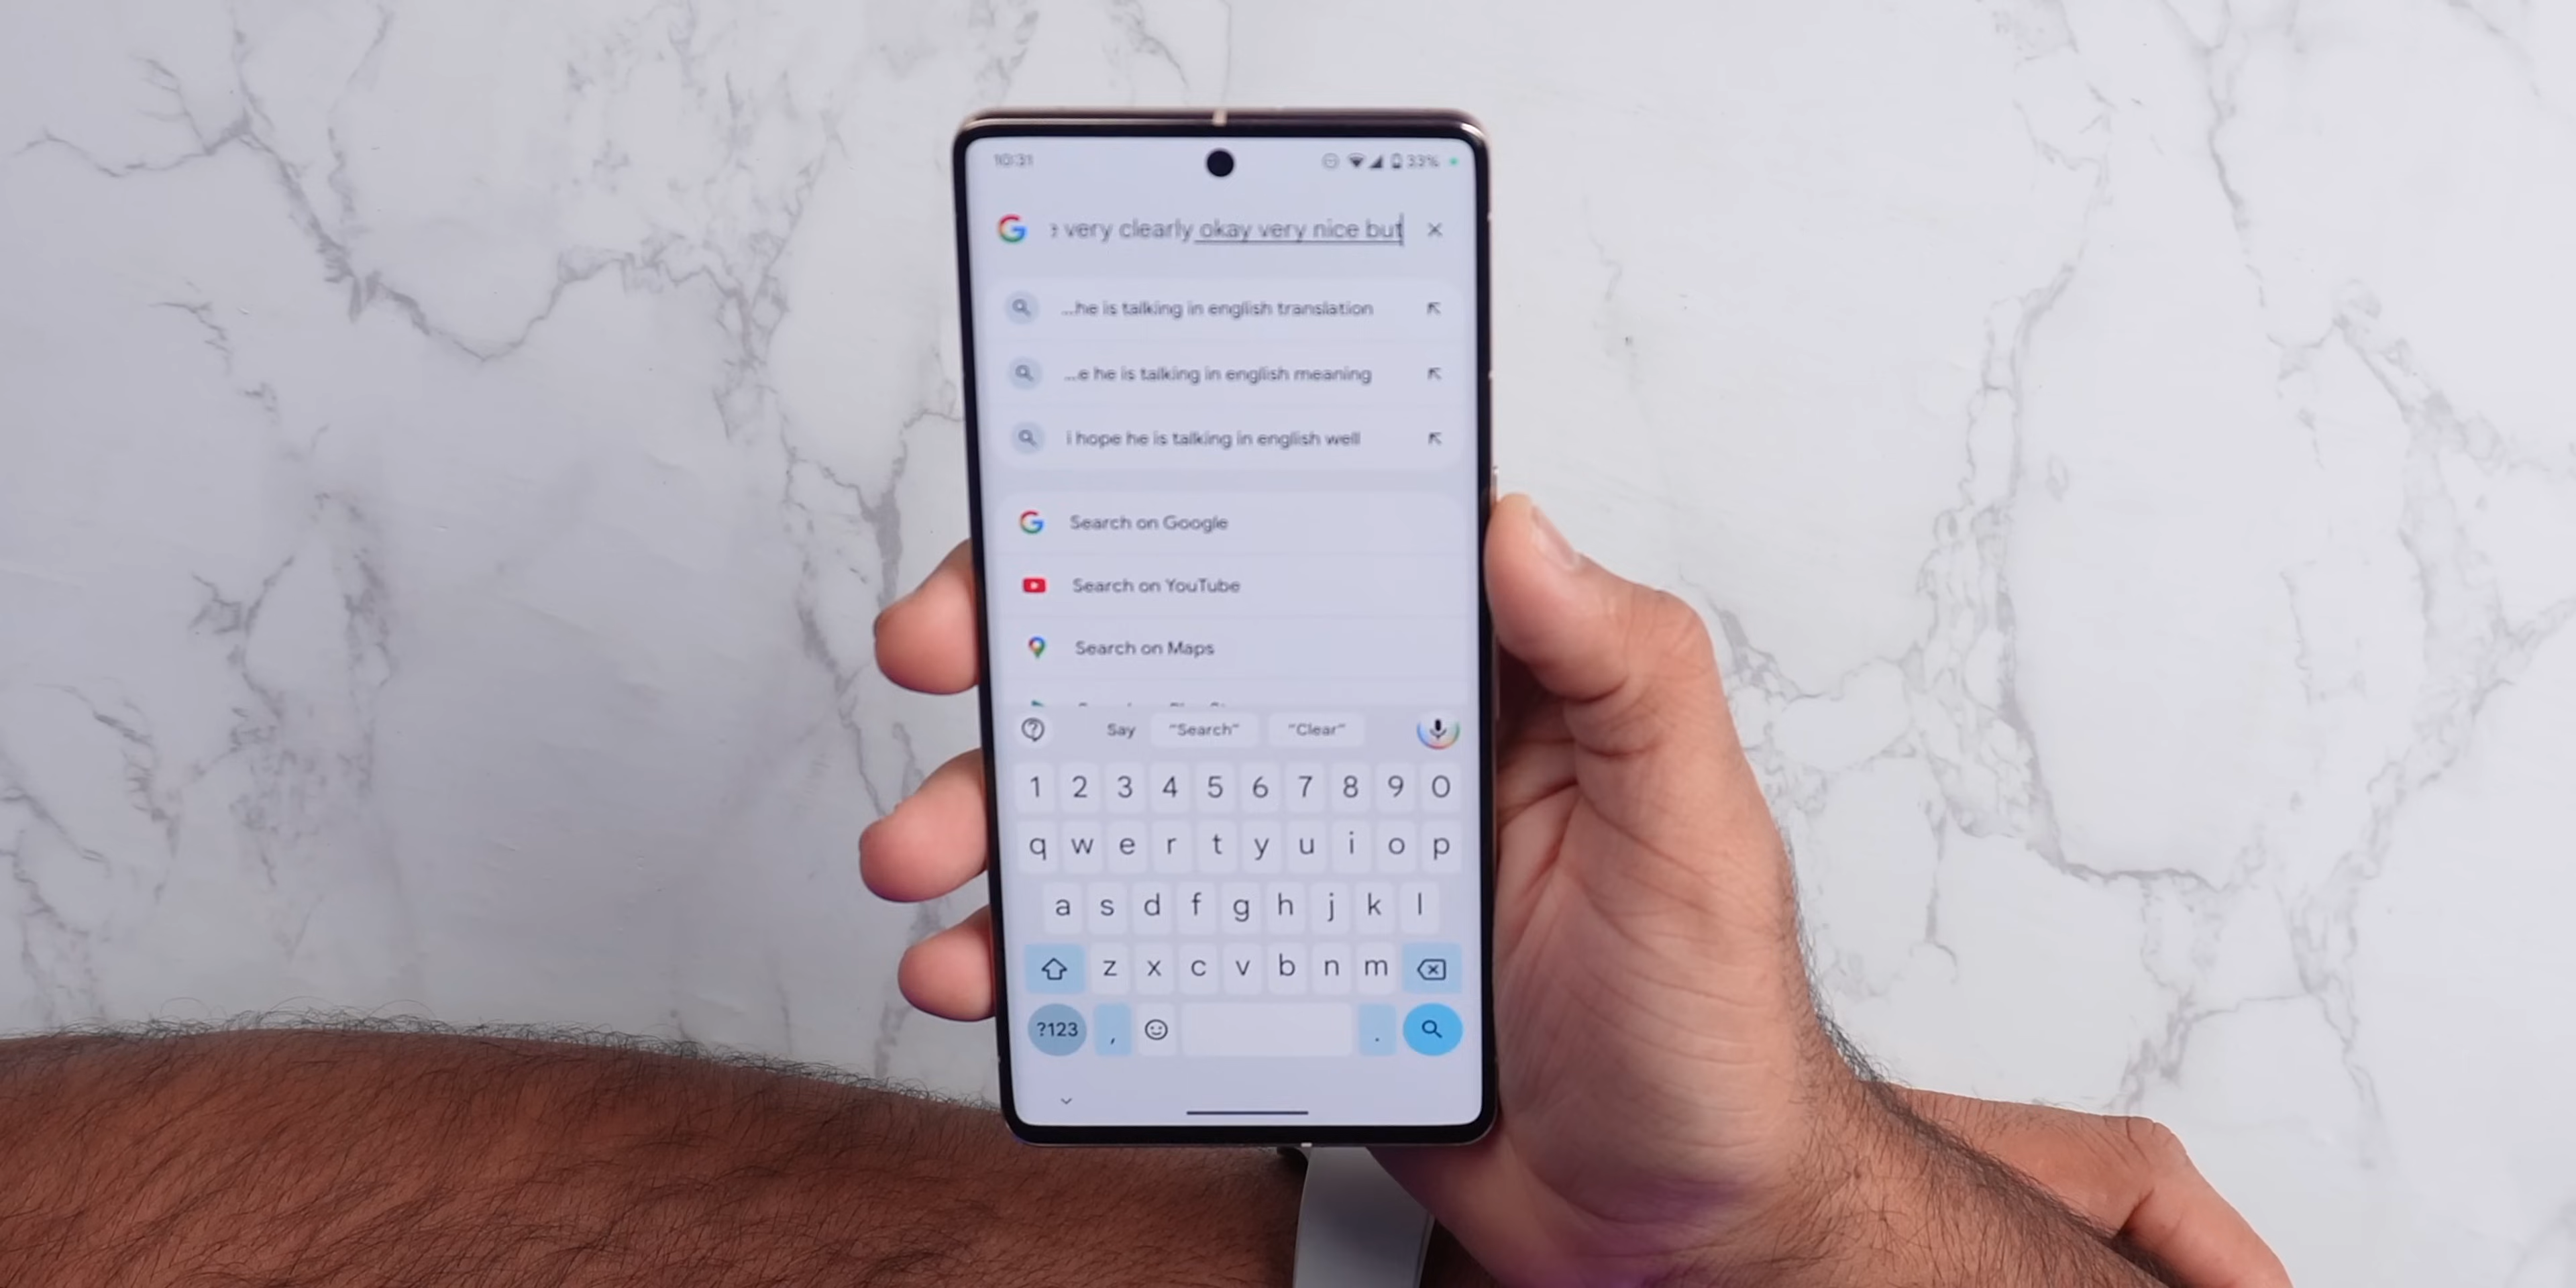 10:31
33%
very clearly okay very nice but
...he is talking in english translation
...e he is talking in english meaning
i hope he is talking in english well
Search on Google
Search on YouTube
Search on Maps
Say "Search" "Clear"
1 2 3 4 5 6 7 8 9 0
q w e r t y u i o p
a s d f g h j k l
z x c v b n m
?123 , .